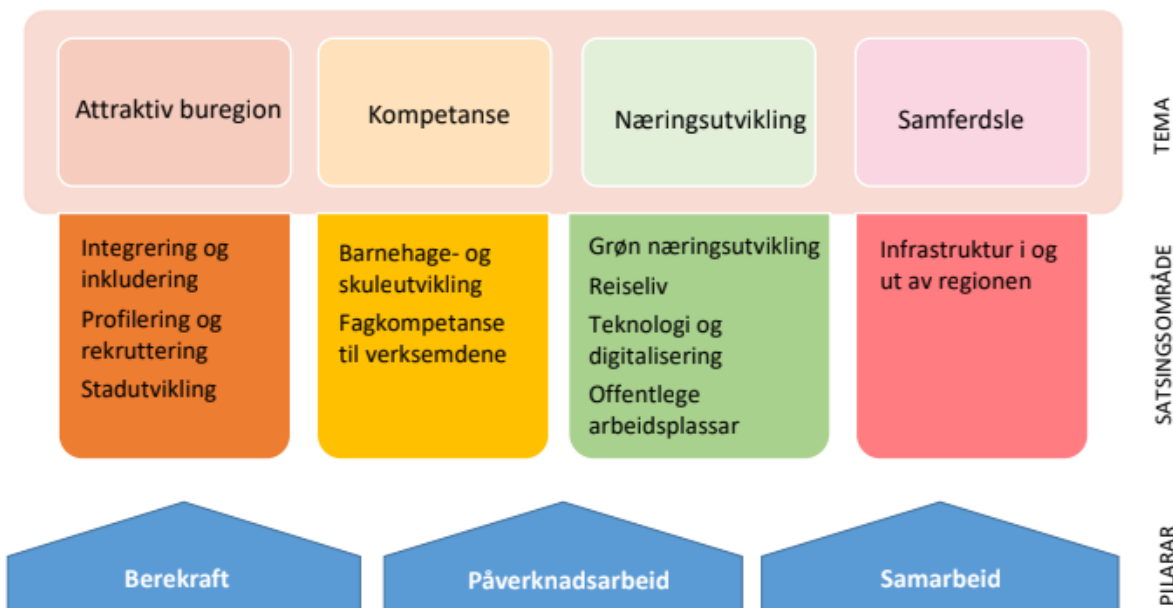 Attraktiv buregion
Kompetanse
Næringsutvikling
Samferdsle
TEMA
Integrering og
inkludering
Profilering og
rekruttering
Stadutvikling
Barnehage- og
skuleutvikling
Fagkompetanse
til verksemdene
Grøn næringsutvikling
Reiseliv
Teknologi og
digitalisering
Offentlege
arbeidsplassar
Infrastruktur i og
ut av regionen
SATSINGSOMRÅDE
Berekraft
Påverknadsarbeid
Samarbeid
PILARAR